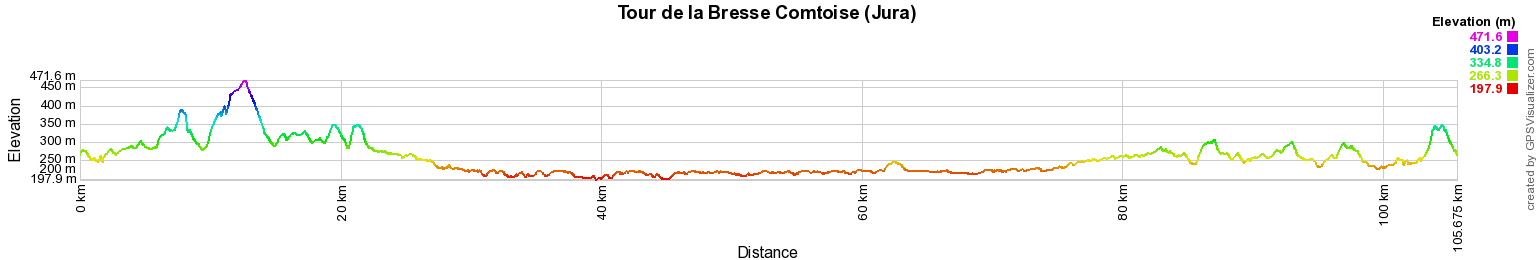 Tour de la Bresse Comtoise (Jura)
Elevation (m)
471.6
403.2
334.8
266.3
197.9
471.6 m
450 m
400 m
350 m
300 m
250 m
200 m
197.9 m
Elevation
0 km
20 km
40 km
60 km
80 km
100 km
105.675 km
Distance
created by GPSVisualizer.com